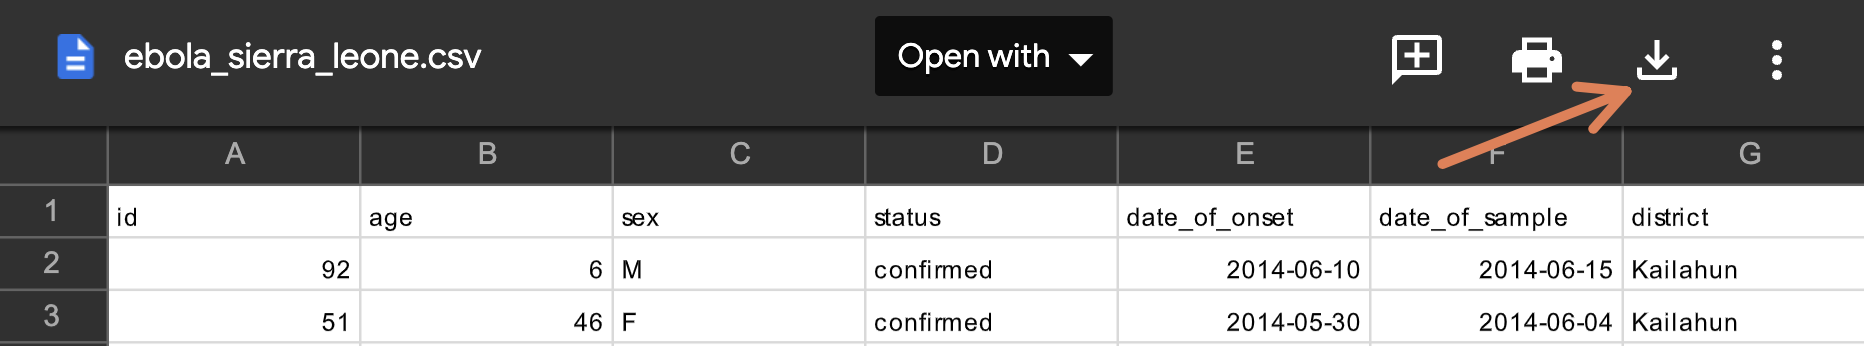 ebola_sierra_leone.csv Open with
A B C D E F G
1 id age sex status date_of_onset date_of_sample district
2 92 6 M confirmed 2014-06-10 2014-06-15 Kailahun
3 51 46 F confirmed 2014-05-30 2014-06-04 Kailahun